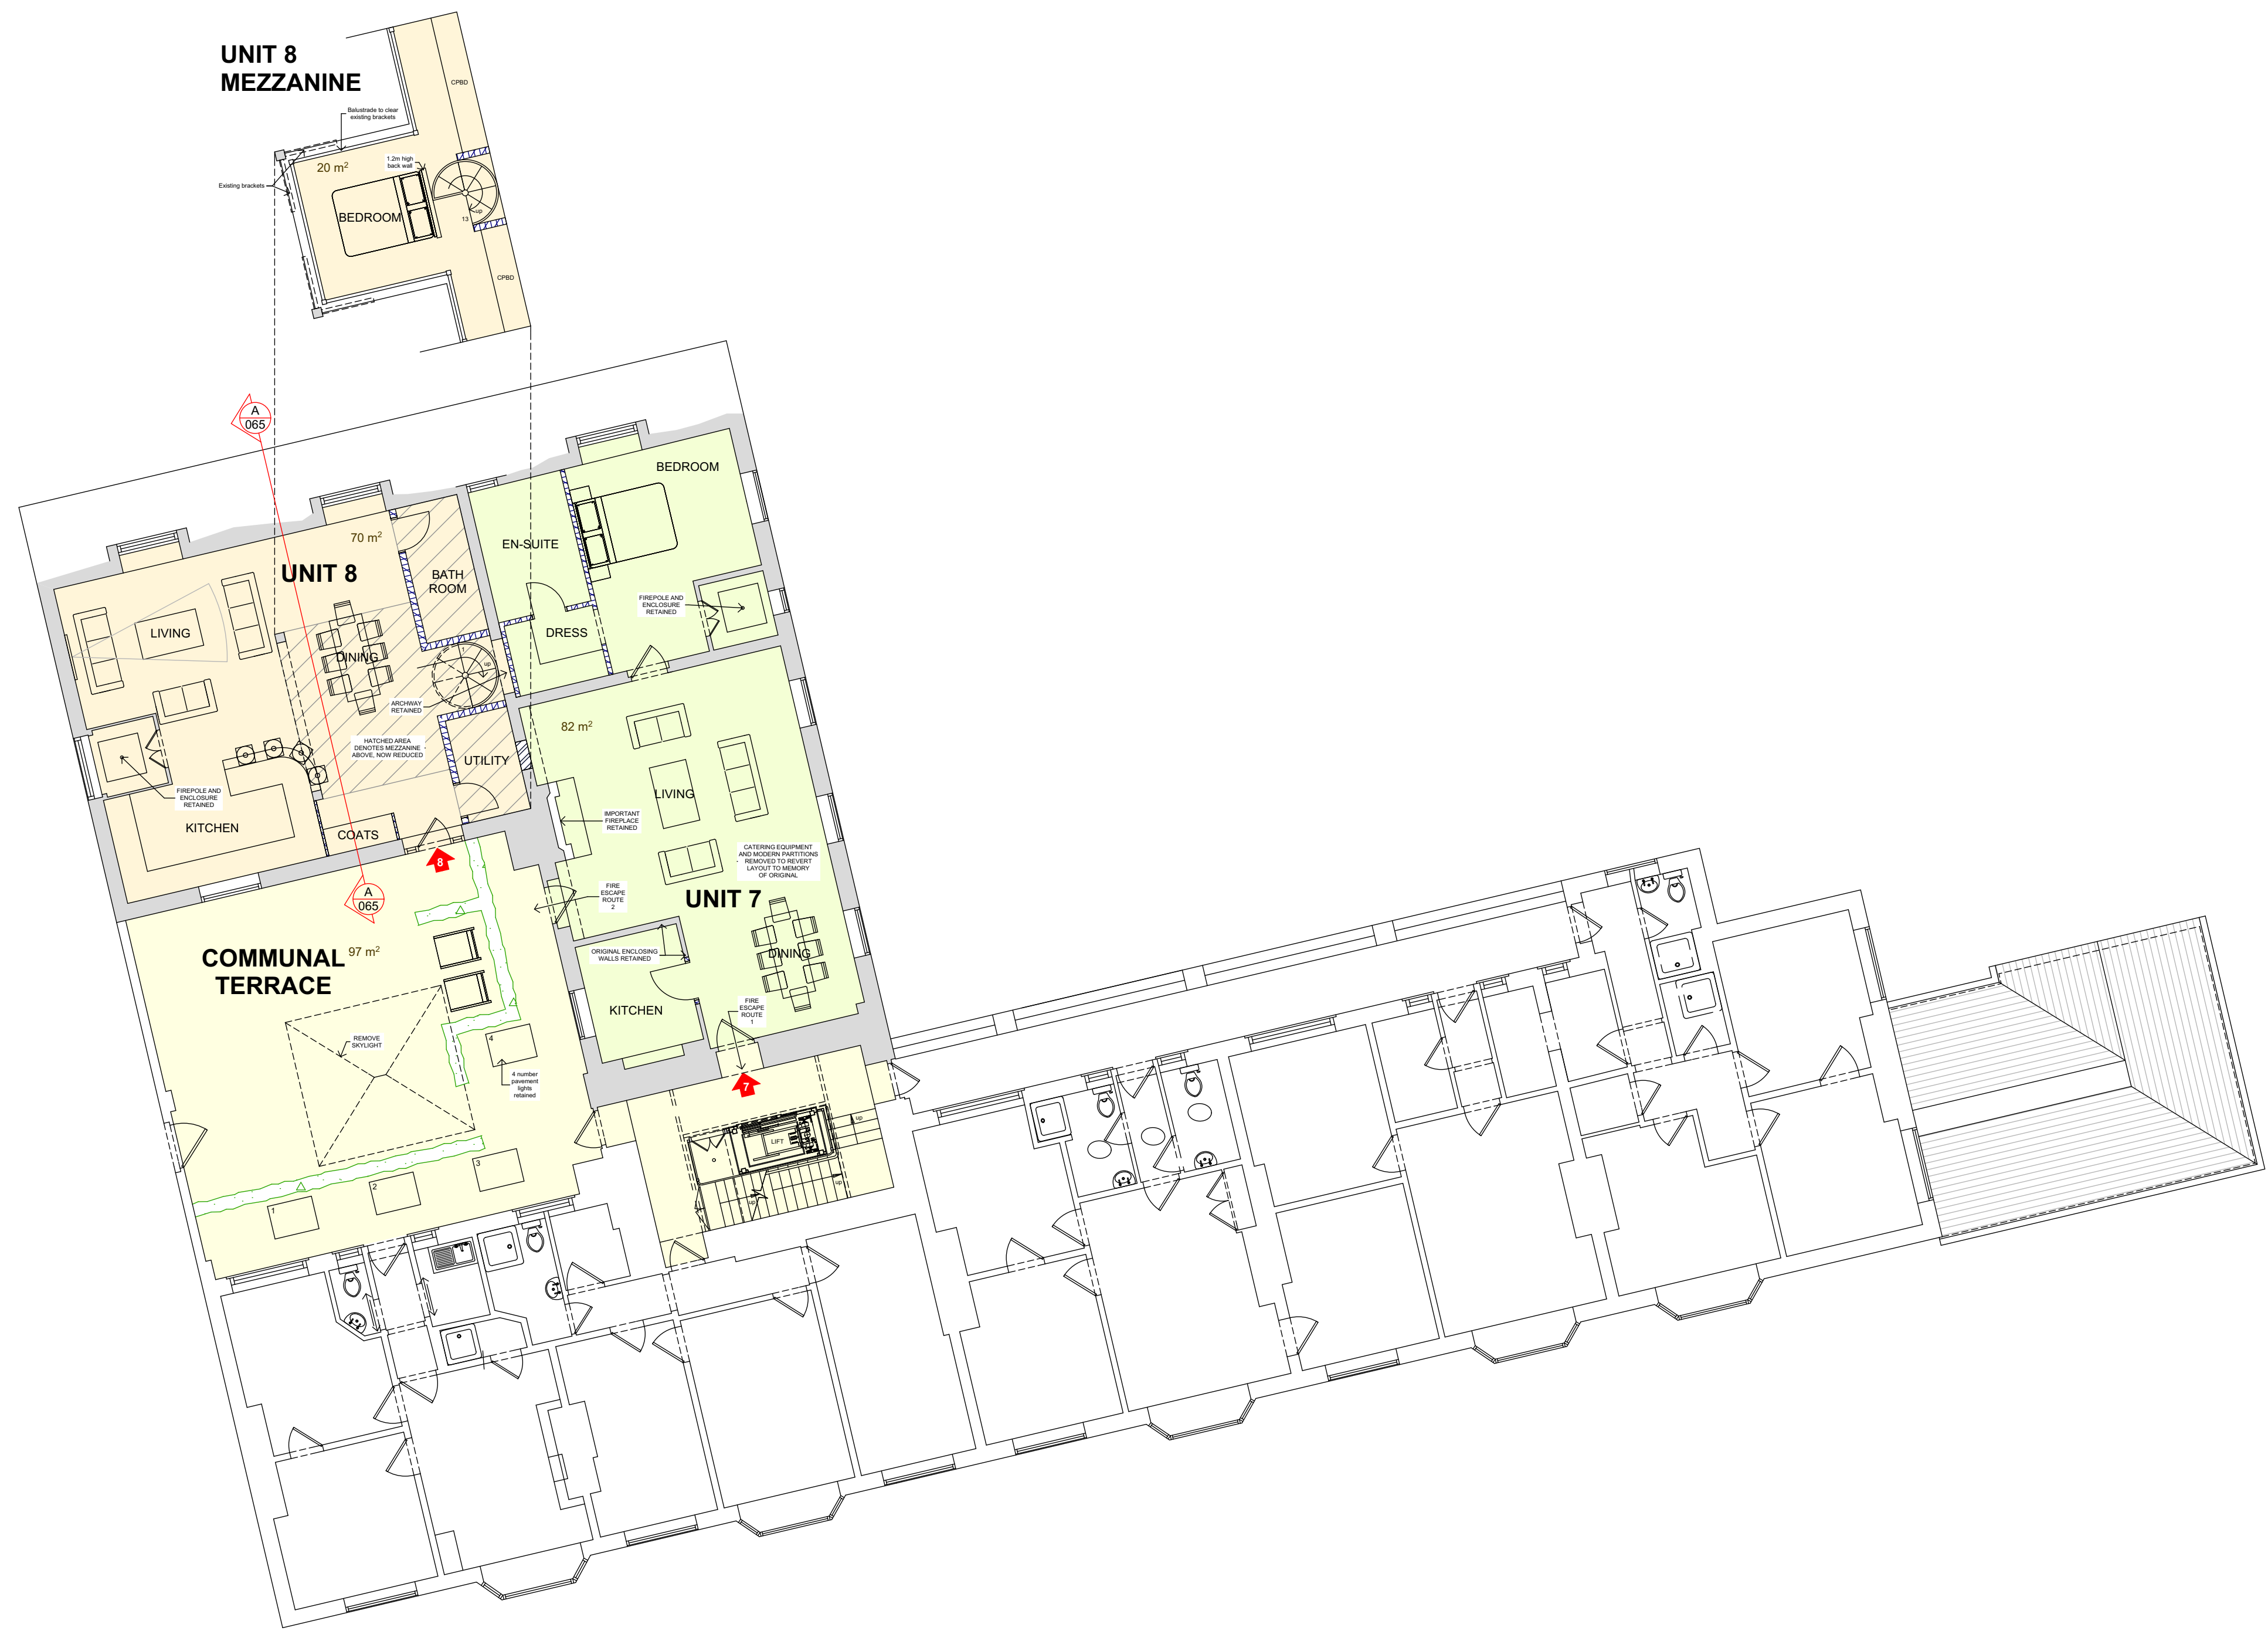 UNIT 8
MEZZANINE
CPBD
Balustrade to clear
existing brackets
20 m²
1.2m high
back wall
Existing brackets
BEDROOM
up
13
CPBD
A
065
BEDROOM
70 m²
UNIT 8
EN-SUITE
BATH
ROOM
FIREPOLE AND
ENCLOSURE
RETAINED
LIVING
DRESS
DINING
1
up
ARCHWAY
RETAINED
82 m²
HATCHED AREA
DENOTES MEZZANINE
ABOVE, NOW REDUCED
UTILITY
FIREPOLE AND
ENCLOSURE
RETAINED
LIVING
KITCHEN
COATS
IMPORTANT
FIREPLACE
RETAINED
8
CATERING EQUIPMENT
AND MODERN PARTITIONS
REMOVED TO REVERT
LAYOUT TO MEMORY
OF ORIGINAL
A
065
FIRE
ESCAPE
ROUTE
2
UNIT 7
COMMUNAL
TERRACE
97 m²
ORIGINAL ENCLOSING
WALLS RETAINED
DINING
KITCHEN
FIRE
ESCAPE
ROUTE
1
REMOVE
SKYLIGHT
4
4 number
pavement
lights
retained
7
up
LIFT
3
up
2
up
1